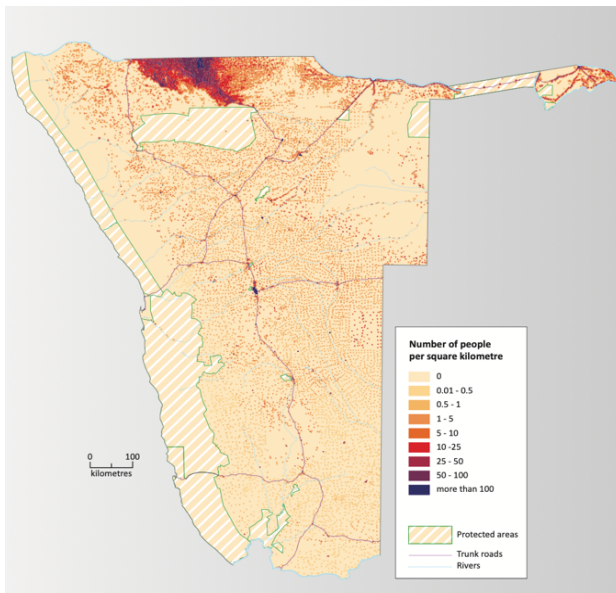 Number of people
per square kilometre
0
0.01 - 0.5
0.5 - 1
1 - 5
5 - 10
10 -25
25 - 50
50 - 100
more than 100
0 100
kilometres
Protected areas
Trunk roads
Rivers